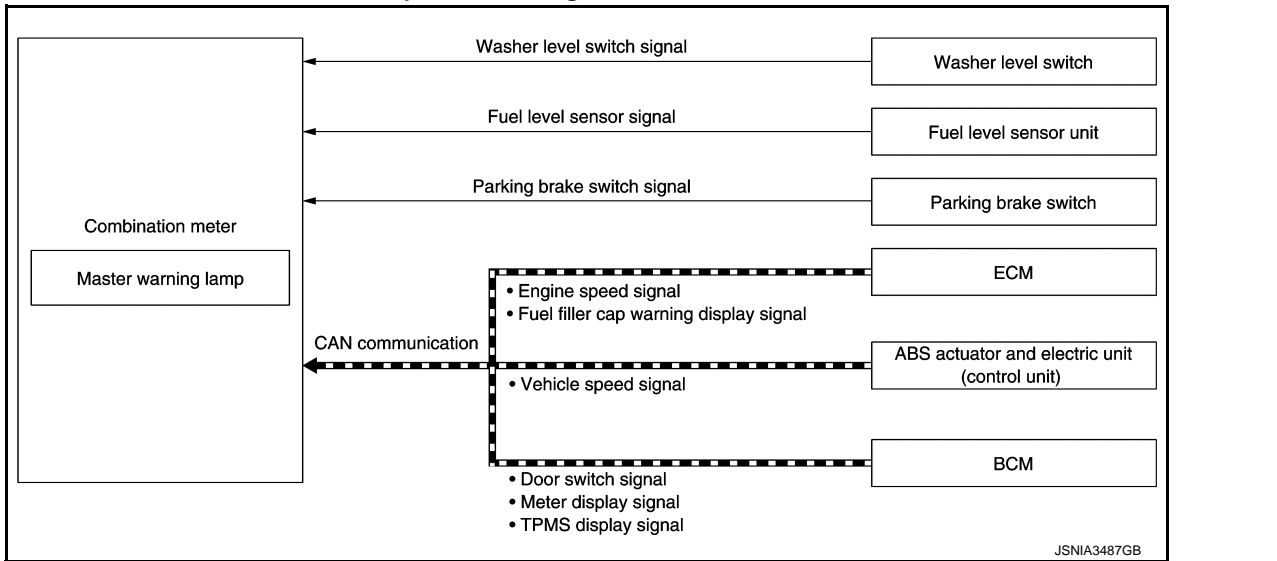 Washer level switch signal
Washer level switch
Fuel level sensor signal
Fuel level sensor unit
Parking brake switch signal
Parking brake switch
Combination meter
Master warning lamp
ECM
• Engine speed signal
• Fuel filler cap warning display signal
CAN communication
ABS actuator and electric unit
(control unit)
• Vehicle speed signal
BCM
• Door switch signal
• Meter display signal
• TPMS display signal
JSNIA3487GB